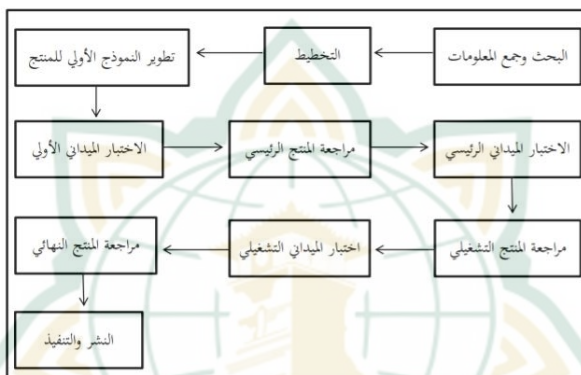 البحث وجمع المعلومات
التخطيط
تطوير النموذج الأولي للمنتج
الاختبار الميداني الأولي
مراجعة المنتج الرئيسي
الاختبار الميداني الرئيسي
مراجعة المنتج التشغيلي
اختبار الميداني التشغيلي
مراجعة المنتج النهائي
النشر والتنفيذ